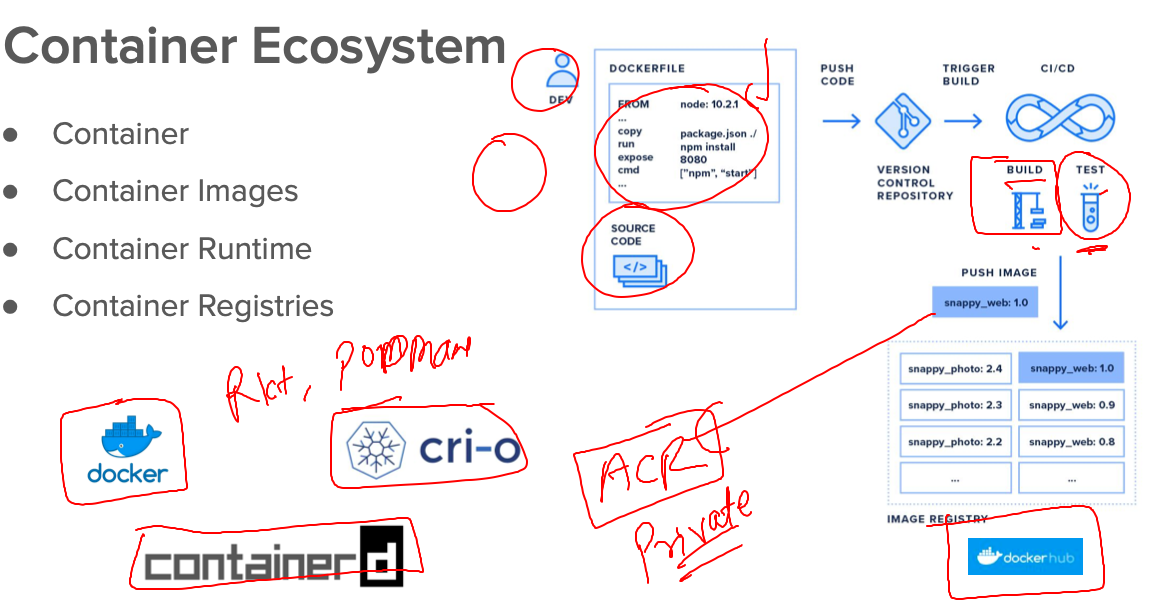 Container Ecosystem
● Container
● Container Images
● Container Runtime
● Container Registries
DEV
DOCKERFILE
FROM node: 10.2.1
...
copy package.json ./
run npm install
expose 8080
cmd ["npm", “start”]
...
SOURCE
CODE
</>
PUSH
CODE
TRIGGER
BUILD
CI/CD
VERSION
CONTROL
REPOSITORY
BUILD
TEST
PUSH IMAGE
snappy_web: 1.0
snappy_photo: 2.4 snappy_web: 1.0
snappy_photo: 2.3 snappy_web: 0.9
snappy_photo: 2.2 snappy_web: 0.8
... ...
IMAGE REGISTRY
dockerhub
Rkt,
docker
cri-o
containerd
ACR
Private